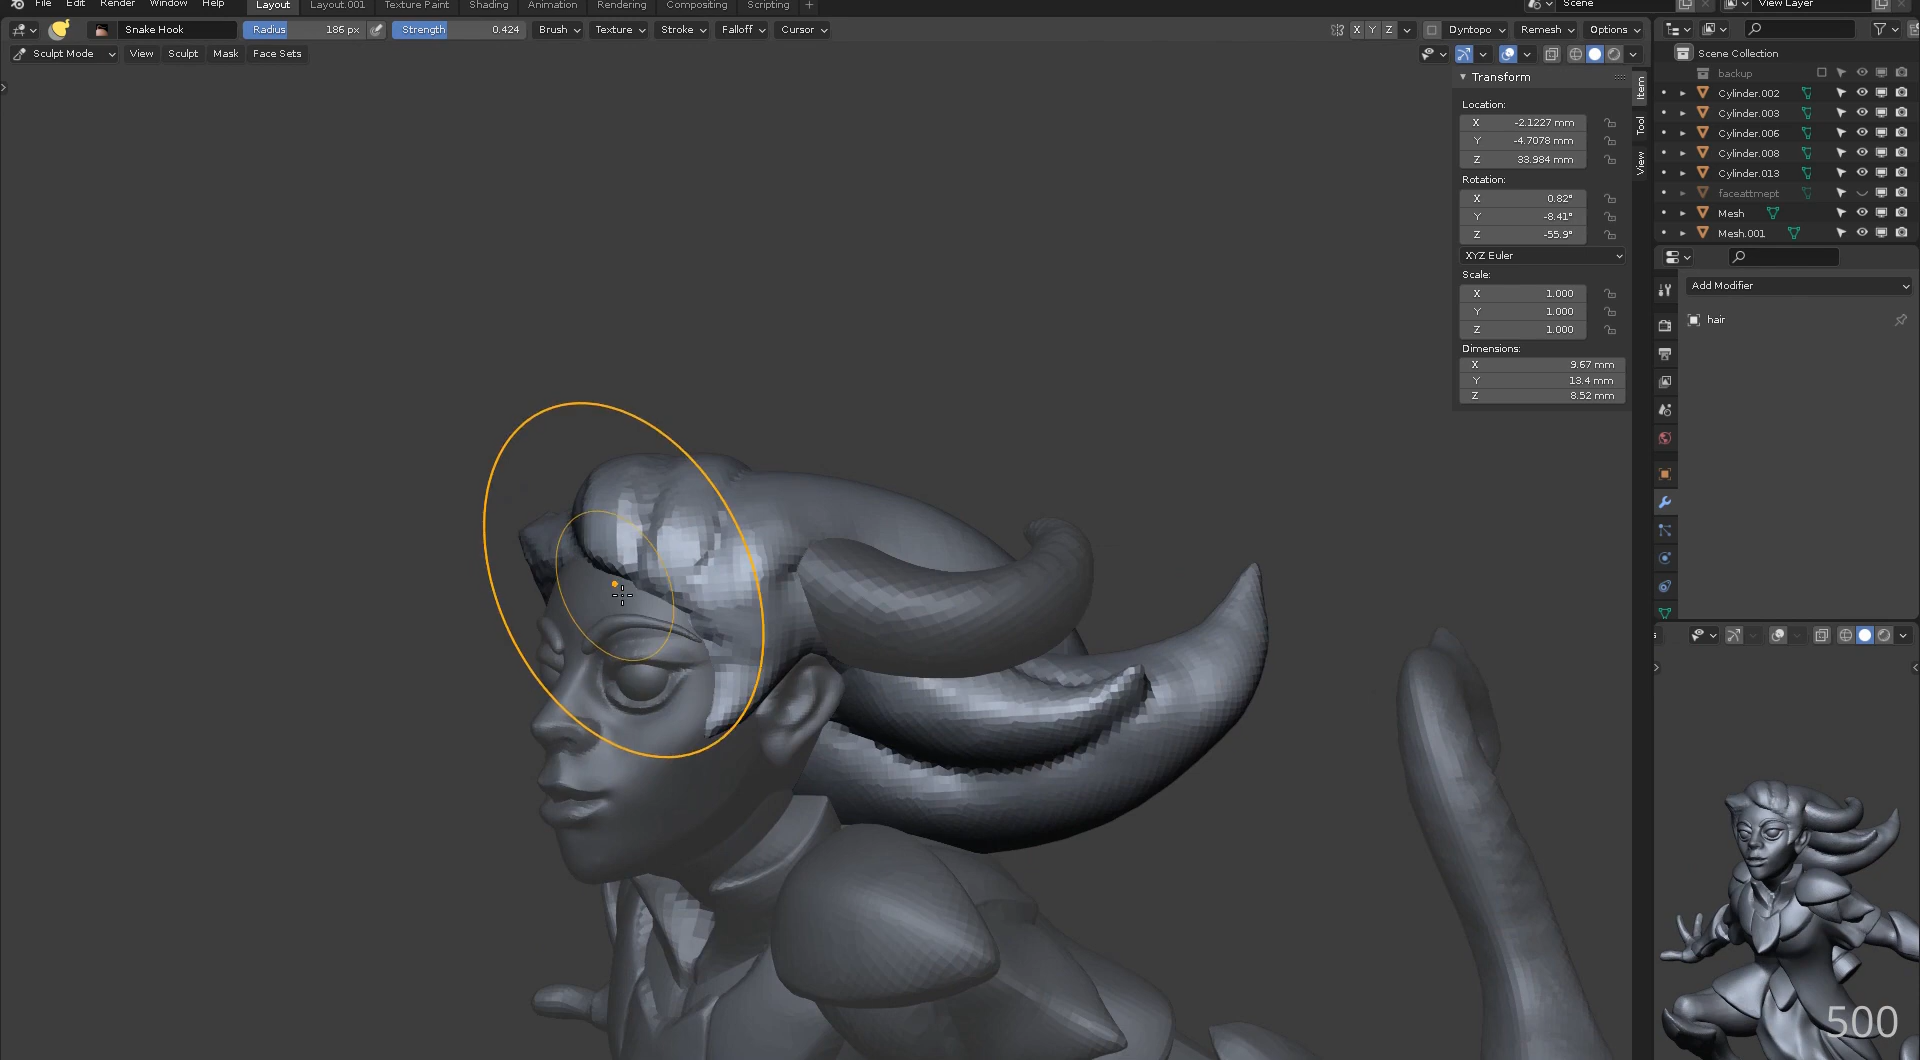 File Edit Render Window Help Layout Layout.001 Texture Paint Shading Animation Rendering Compositing Scripting + Scene View Layer
Snake Hook Radius 186 px Strength 0.424 Brush Texture Stroke Falloff Cursor X Y Z Dyntopo Remesh Options
Sculpt Mode View Sculpt Mask Face Sets
Transform
Location:
X -2.1227 mm
Y -4.7078 mm
Z 33.984 mm
Rotation:
X 0.82°
Y -8.41°
Z -55.9°
XYZ Euler
Scale:
X 1.000
Y 1.000
Z 1.000
Dimensions:
X 9.67 mm
Y 13.4 mm
Z 8.52 mm
Item
Tool
View
Scene Collection
backup
Cylinder.002
Cylinder.003
Cylinder.006
Cylinder.008
Cylinder.013
faceattmept
Mesh
Mesh.001
Add Modifier
hair
500